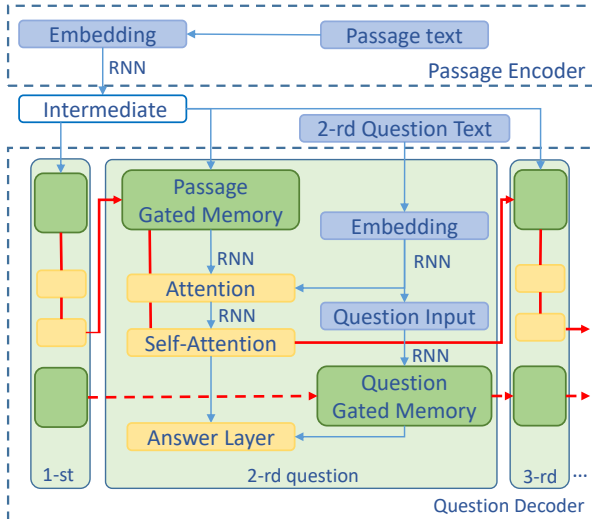 Embedding
Passage text
RNN
Passage Encoder
Intermediate
2-rd Question Text
Passage
Gated Memory
Embedding
RNN
RNN
Attention
RNN
Question Input
Self-Attention
RNN
Question
Gated Memory
Answer Layer
1-st
2-rd question
3-rd
...
Question Decoder